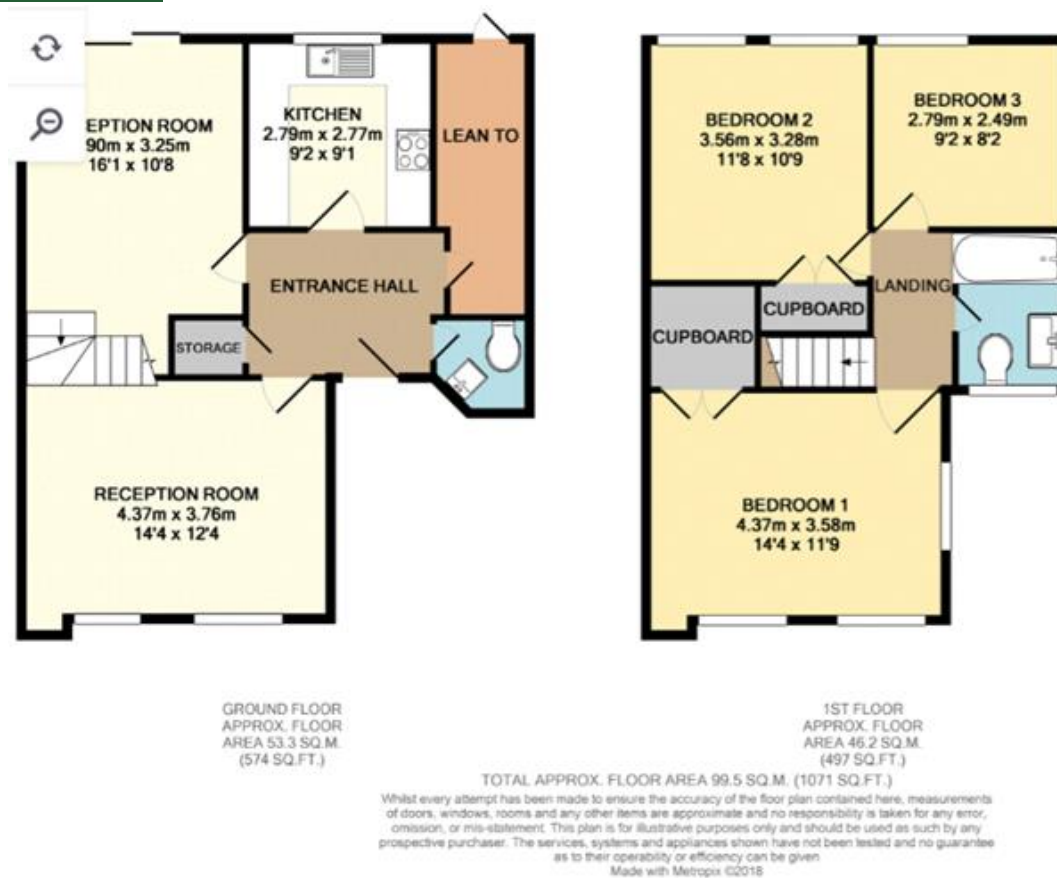 EPTION ROOM
90m x 3.25m
16'1 x 10'8
KITCHEN
2.79m x 2.77m
9'2 x 9'1
LEAN TO
ENTRANCE HALL
STORAGE
RECEPTION ROOM
4.37m x 3.76m
14'4 x 12'4
GROUND FLOOR
APPROX. FLOOR
AREA 53.3 SQ.M.
(574 SQ.FT.)
BEDROOM 2
3.56m x 3.28m
11'8 x 10'9
BEDROOM 3
2.79m x 2.49m
9'2 x 8'2
LANDING
CUPBOARD
CUPBOARD
BEDROOM 1
4.37m x 3.58m
14'4 x 11'9
1ST FLOOR
APPROX. FLOOR
AREA 46.2 SQ.M.
(497 SQ.FT.)
TOTAL APPROX. FLOOR AREA 99.5 SQ.M. (1071 SQ.FT.)
Whilst every attempt has been made to ensure the accuracy of the floor plan contained here, measurements
of doors, windows, rooms and any other items are approximate and no responsibility is taken for any error,
omission, or mis-statement. This plan is for illustrative purposes only and should be used as such by any
prospective purchaser. The services, systems and appliances shown have not been tested and no guarantee
as to their operability or efficiency can be given
Made with Metropix ©2018